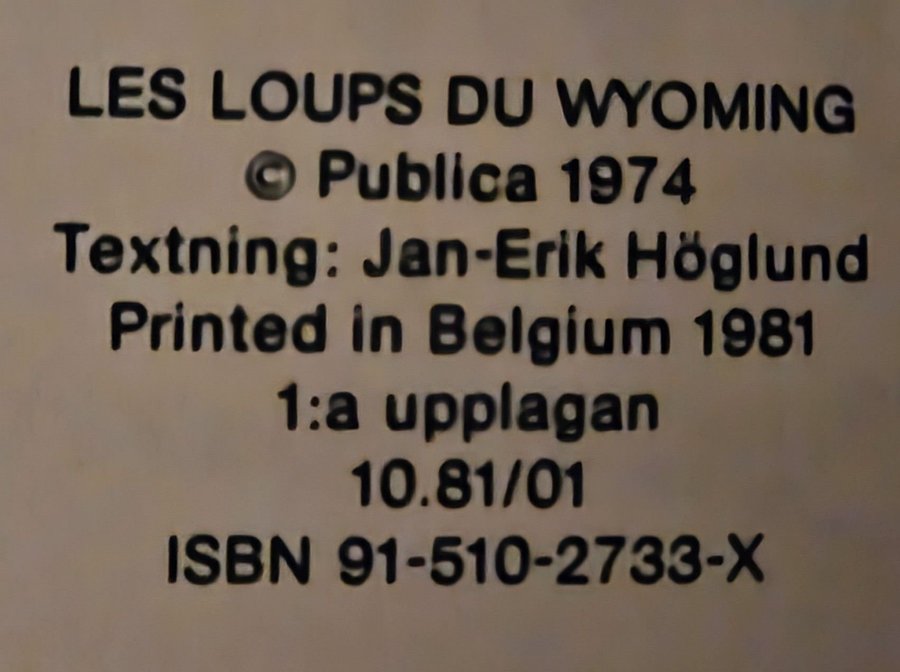 LES LOUPS DU WYOMING
© Publica 1974
Textning: Jan-Erik Höglund
Printed in Belgium 1981
1:a upplagan
10.81/01
ISBN 91-510-2733-X